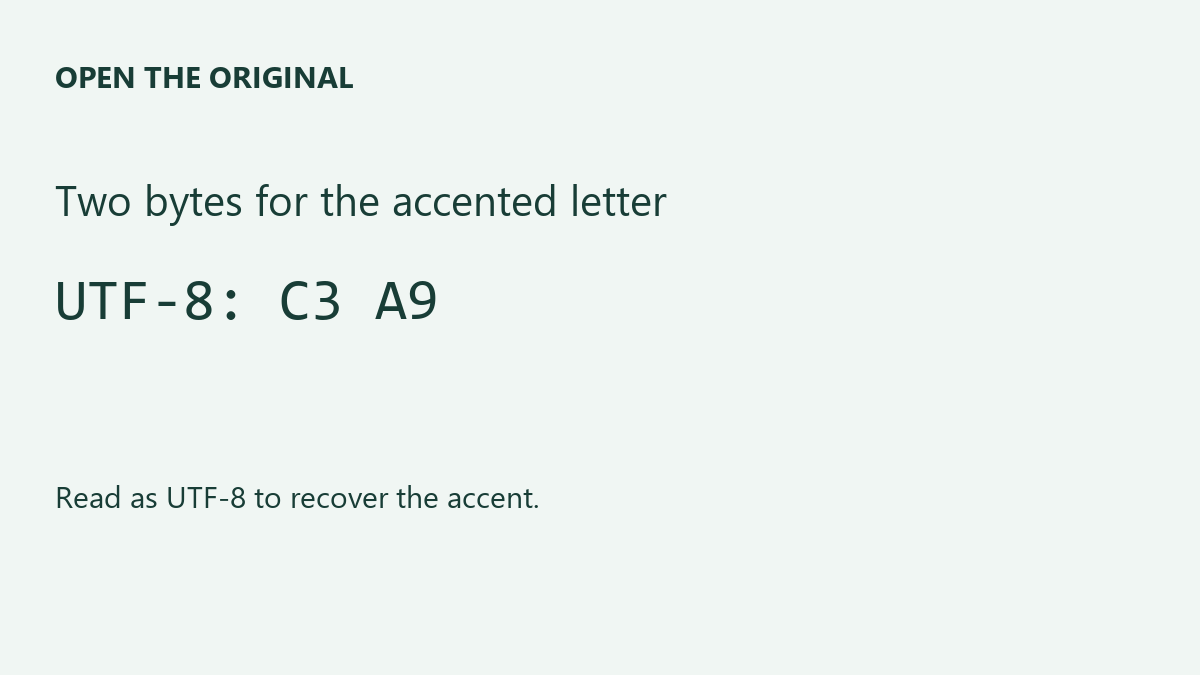 OPEN THE ORIGINAL
Two bytes for the accented letter
UTF-8: C3 A9
Read as UTF-8 to recover the accent.